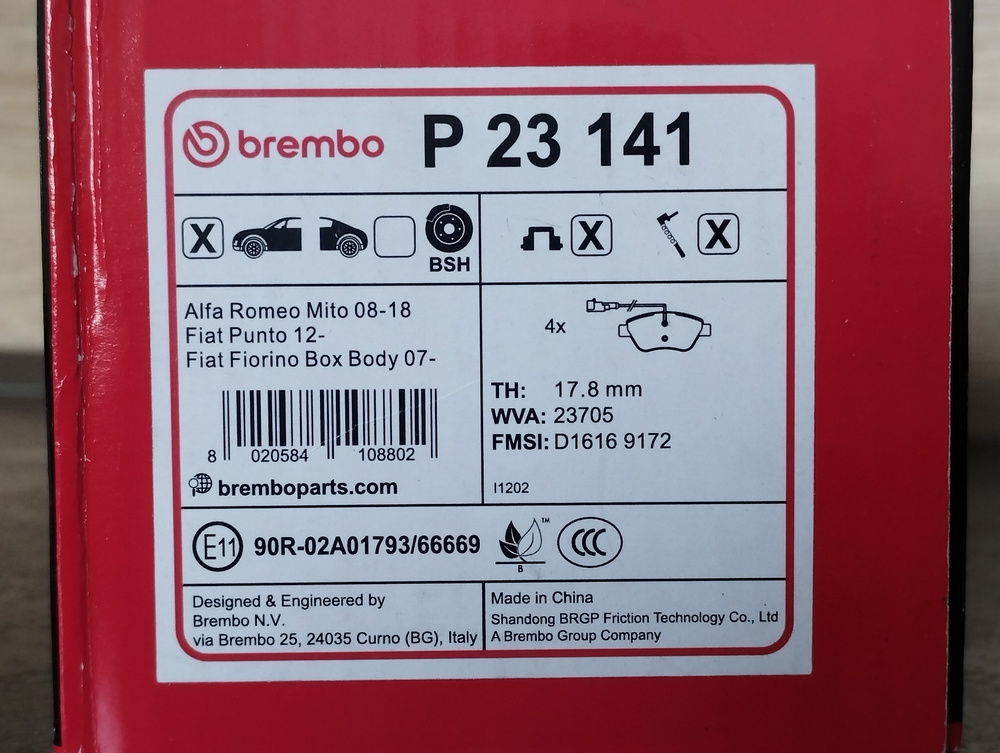 brembo P 23 141
X BSH X X
Alfa Romeo Mito 08-18
Fiat Punto 12-
Fiat Fiorino Box Body 07-
4x
TH: 17.8 mm
WVA: 23705
FMSI: D1616 9172
8 020584 108802
bremboparts.com
I1202
E11 90R-02A01793/66669 TM B CCC
Designed & Engineered by
Brembo N.V.
via Brembo 25, 24035 Curno (BG), Italy
Made in China
Shandong BRGP Friction Technology Co., Ltd
A Brembo Group Company